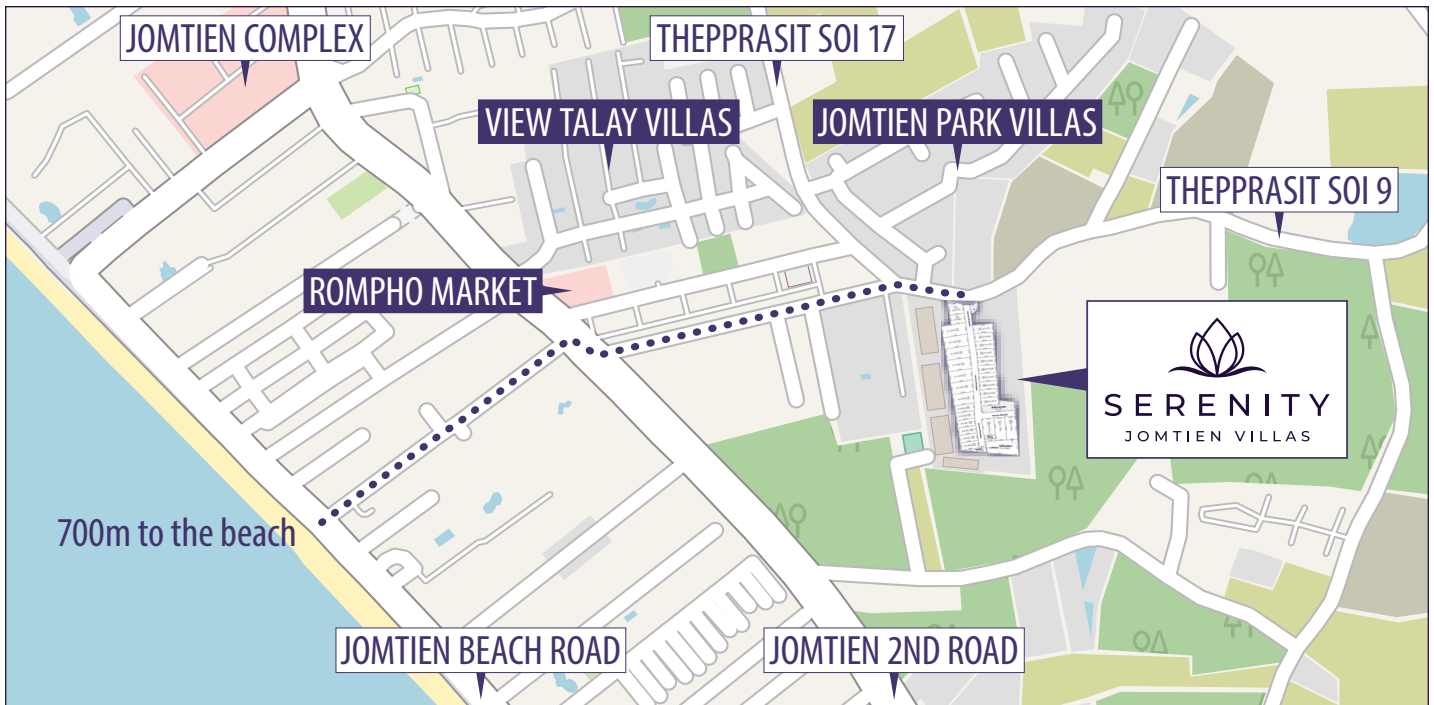 JOMTIEN COMPLEX
THEPPRASIT SOI 17
VIEW TALAY VILLAS
JOMTIEN PARK VILLAS
THEPPRASIT SOI 9
ROMPHO MARKET
SERENITY
JOMTIEN VILLAS
700m to the beach
JOMTIEN BEACH ROAD
JOMTIEN 2ND ROAD